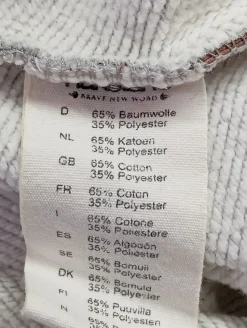 BRAVE NEW WORD
D 65% Baumwolle
35% Polyester
NL 65% Katoen
35% Polyester
GB 65% Cotton
35% Polyester
FR 65% Coton
35% Polyester
I 65% Cotone
35% Poliestere
ES 65% Algodón
35% Poliester
SE 65% Bomull
35% Polyester
DK 65% Bomuld
35% Polyester
FI 65% Puuvilla
35% Polyesteri